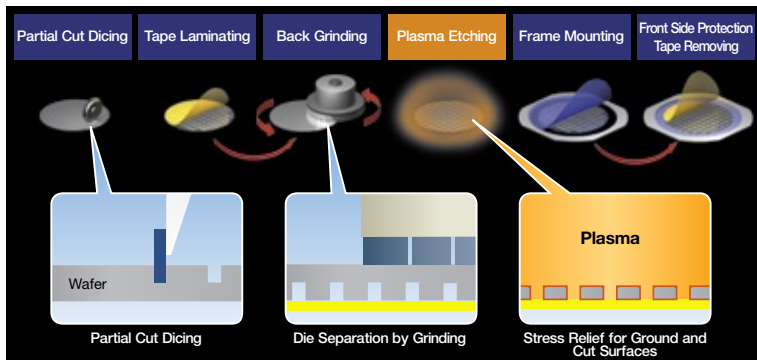 Partial Cut Dicing
Tape Laminating
Back Grinding
Plasma Etching
Frame Mounting
Front Side Protection
Tape Removing
Wafer
Plasma
Partial Cut Dicing
Die Separation by Grinding
Stress Relief for Ground and
Cut Surfaces